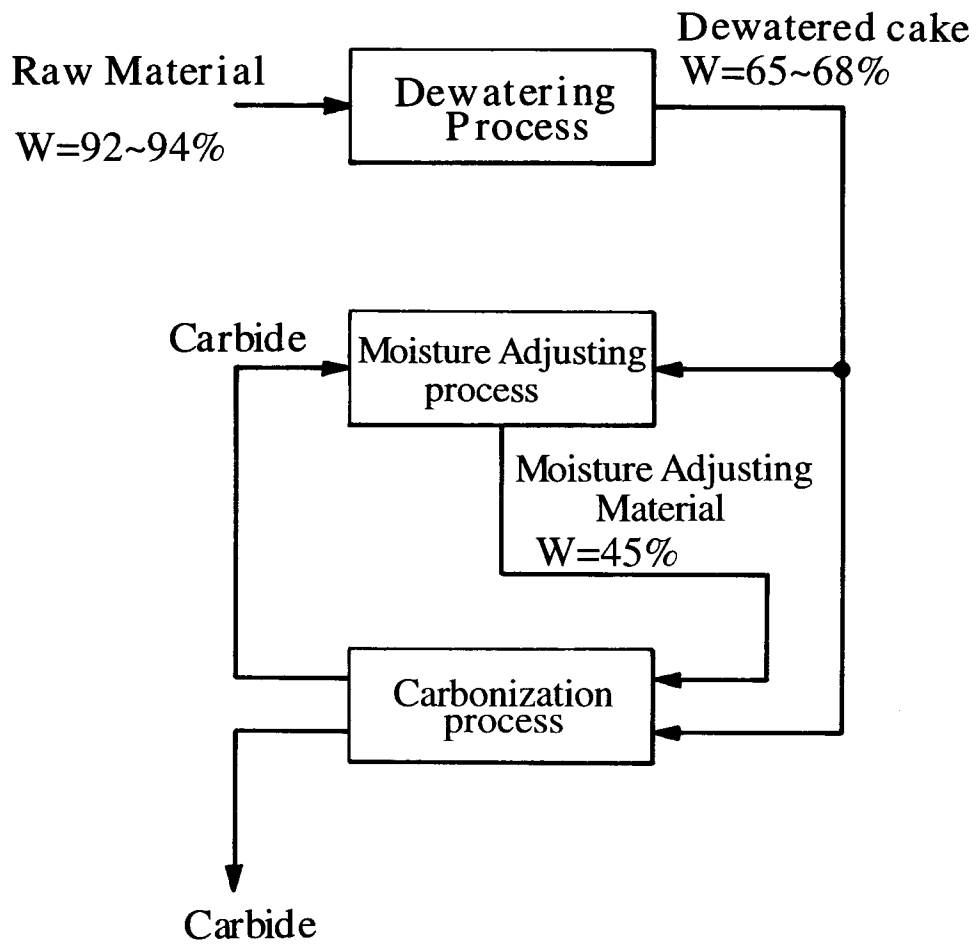 Dewatered cake
W=65~68%
Raw Material
W=92~94%
Dewatering
Process
Carbide
Moisture Adjusting
process
Moisture Adjusting
Material
W=45%
Carbonization
process
Carbide